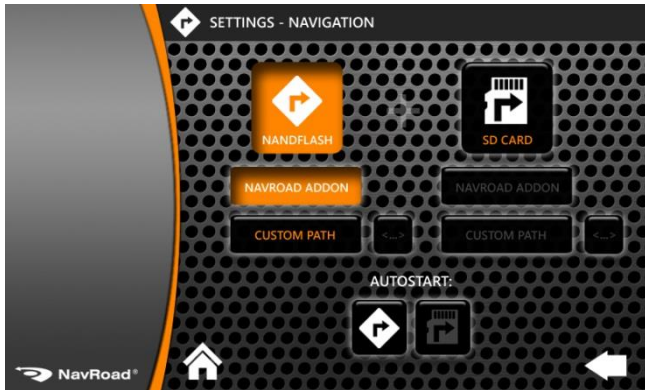 SETTINGS - NAVIGATION
NANDFLASH
SD CARD
NAVROAD ADDON
NAVROAD ADDON
CUSTOM PATH
<...>
CUSTOM PATH
<...>
AUTOSTART:
NavRoad®